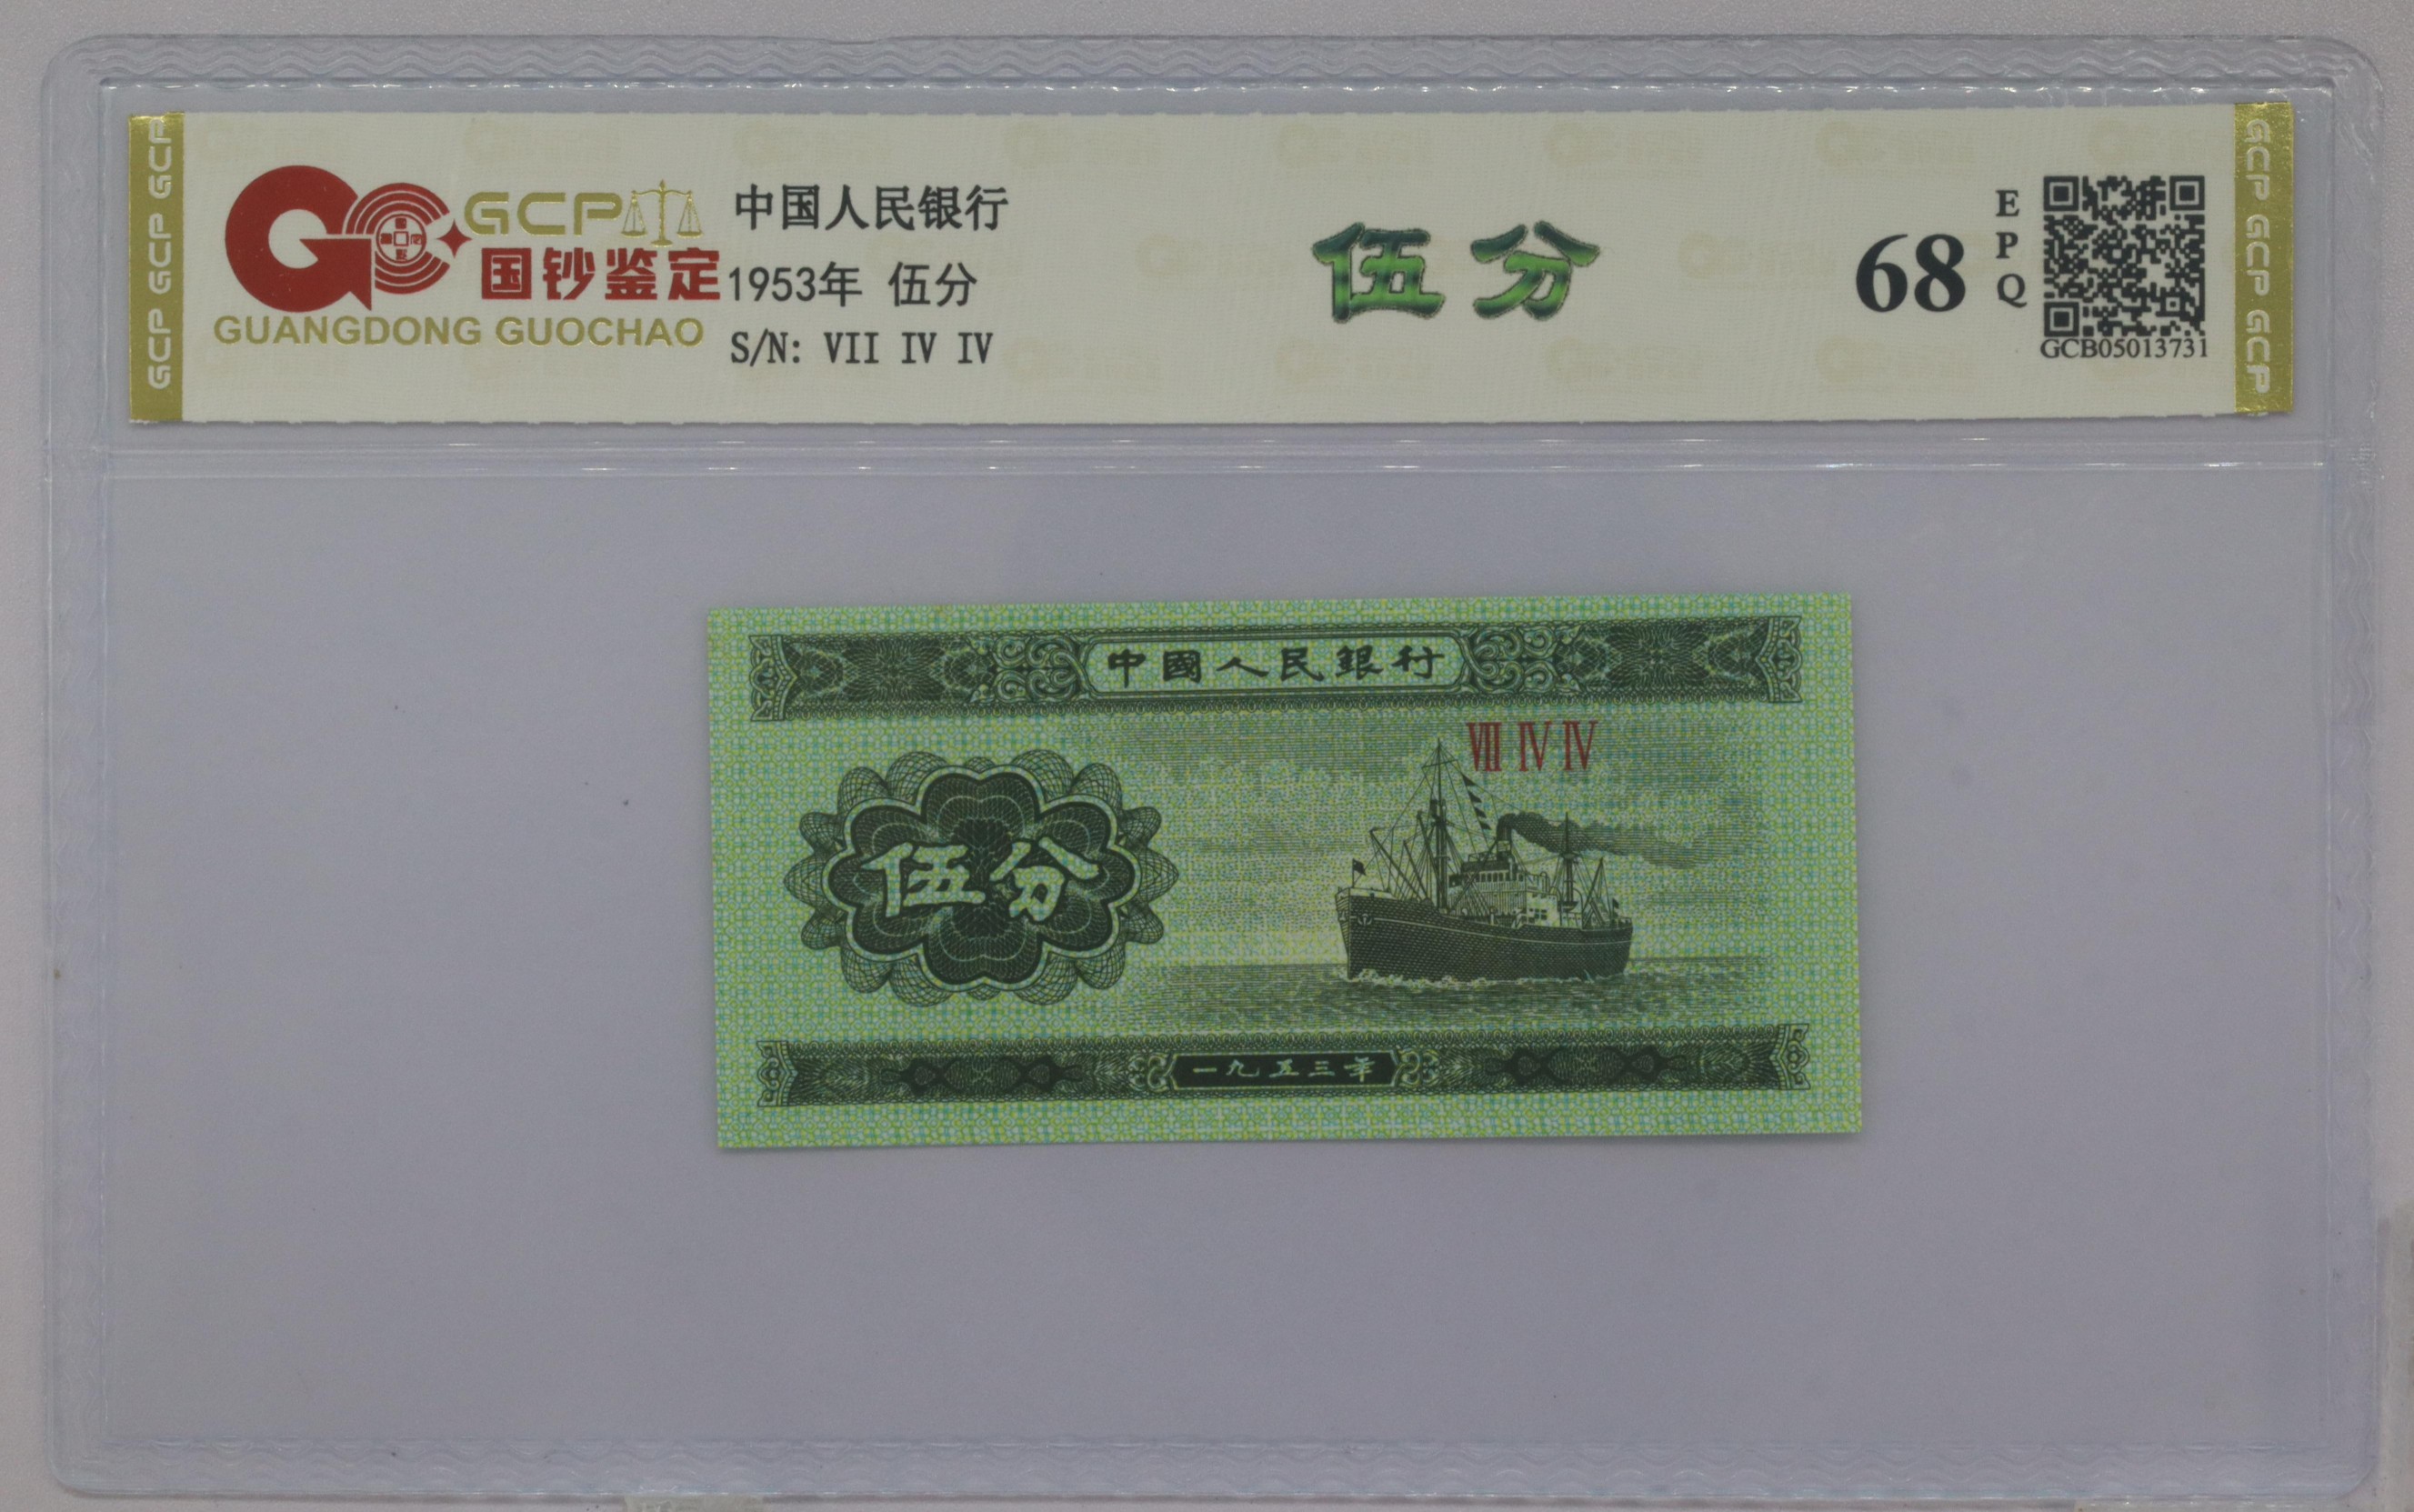 GCP
国钞鉴定
GUANGDONG GUOCHAO
中国人民银行
1953年 伍分
S/N: VII IV IV
伍分
68
EPQ
GCB05013731
GCP GCP GCP
GCP GCP GCP
中國人民銀行
Ⅶ Ⅳ Ⅳ
伍分
一九五三年